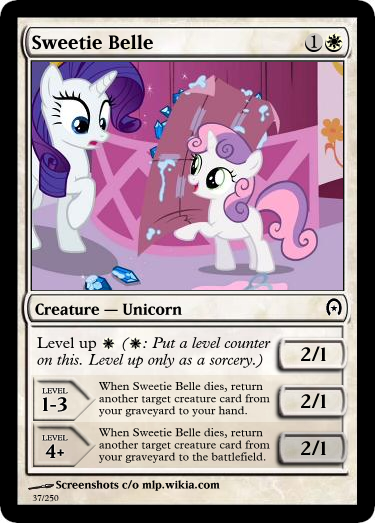 Sweetie Belle 1
Creature — Unicorn
Level up (: Put a level counter
on this. Level up only as a sorcery.)
2/1
LEVEL
1-3
When Sweetie Belle dies, return
another target creature card from
your graveyard to your hand.
2/1
LEVEL
4+
When Sweetie Belle dies, return
another target creature card from
your graveyard to the battlefield.
2/1
Screenshots c/o mlp.wikia.com
37/250